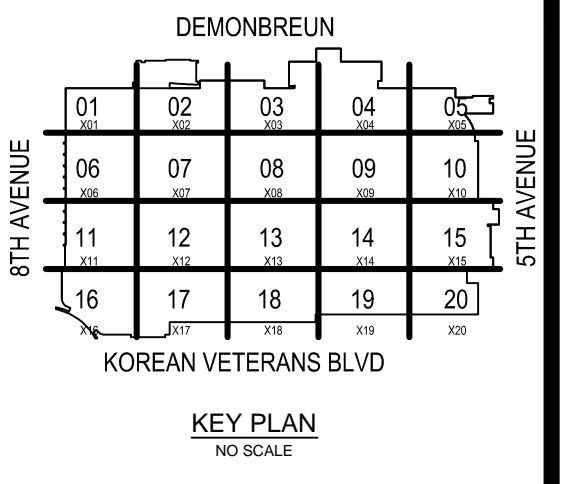 DEMONBREUN
01 02 03 04 05
X01 X02 X03 X04 X05
06 07 08 09 10
X06 X07 X08 X09 X10
11 12 13 14 15
X11 X12 X13 X14 X15
16 17 18 19 20
X16 X17 X18 X19 X20
8TH AVENUE
5TH AVENUE
KOREAN VETERANS BLVD
KEY PLAN
NO SCALE